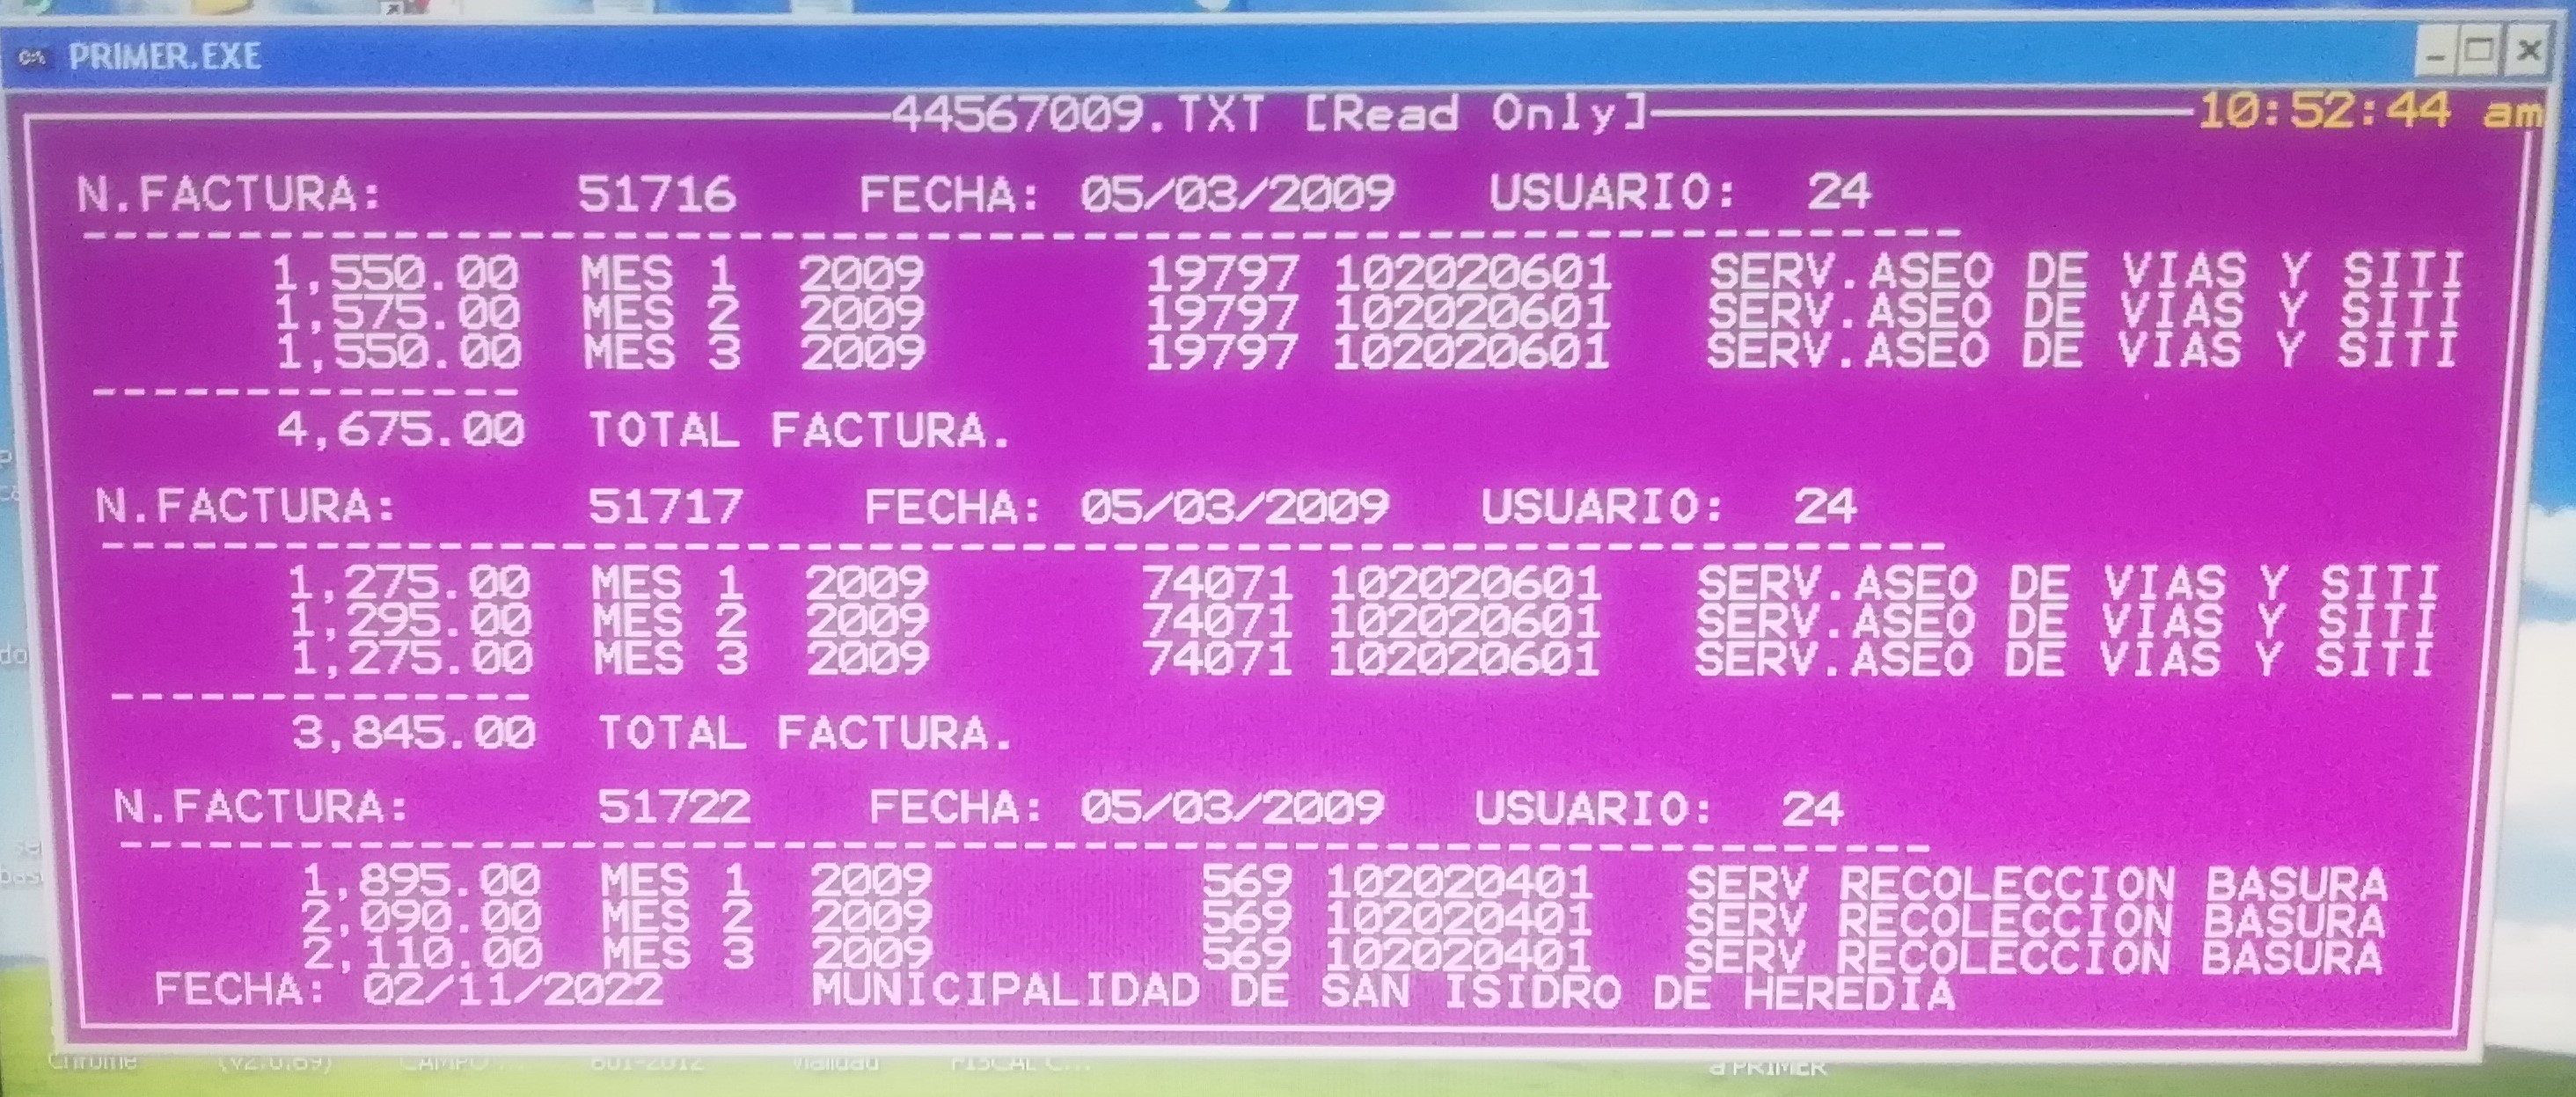 PRIMER.EXE
44567009.TXT [Read Only] 10:52:44 am
N.FACTURA: 51716 FECHA: 05/03/2009 USUARIO: 24
--------------------------------------------------------------
1,550.00 MES 1 2009 19797 102020601 SERV.ASEO DE VIAS Y SITI
1,575.00 MES 2 2009 19797 102020601 SERV.ASEO DE VIAS Y SITI
1,550.00 MES 3 2009 19797 102020601 SERV.ASEO DE VIAS Y SITI
--------------
4,675.00 TOTAL FACTURA.
N.FACTURA: 51717 FECHA: 05/03/2009 USUARIO: 24
--------------------------------------------------------------
1,275.00 MES 1 2009 74071 102020601 SERV.ASEO DE VIAS Y SITI
1,295.00 MES 2 2009 74071 102020601 SERV.ASEO DE VIAS Y SITI
1,275.00 MES 3 2009 74071 102020601 SERV.ASEO DE VIAS Y SITI
--------------
3,845.00 TOTAL FACTURA.
N.FACTURA: 51722 FECHA: 05/03/2009 USUARIO: 24
--------------------------------------------------------------
1,895.00 MES 1 2009 569 102020401 SERV RECOLECCION BASURA
2,090.00 MES 2 2009 569 102020401 SERV RECOLECCION BASURA
2,110.00 MES 3 2009 569 102020401 SERV RECOLECCION BASURA
FECHA: 02/11/2022 MUNICIPALIDAD DE SAN ISIDRO DE HEREDIA
Chrome (V2.0.69) CAMPO ... 601-2012 Vialidad FISCAL C... a PRIMER